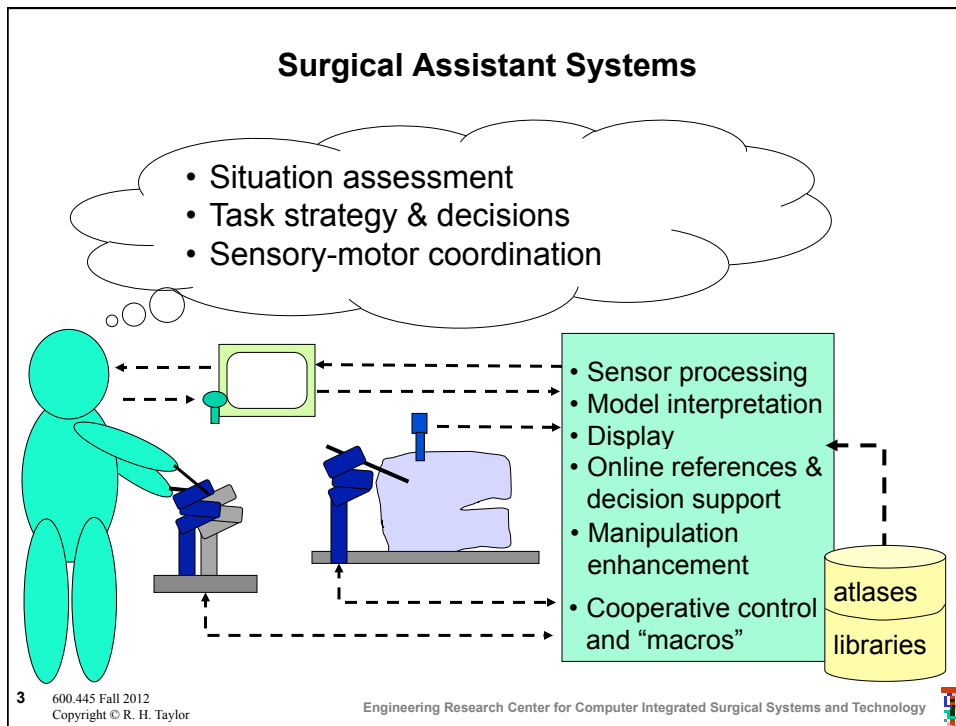 Surgical Assistant Systems
• Situation assessment
• Task strategy & decisions
• Sensory-motor coordination
• Sensor processing
• Model interpretation
• Display
• Online references &
decision support
• Manipulation
enhancement
• Cooperative control
and “macros”
atlases
libraries
3
600.445 Fall 2012
Copyright © R. H. Taylor
Engineering Research Center for Computer Integrated Surgical Systems and Technology